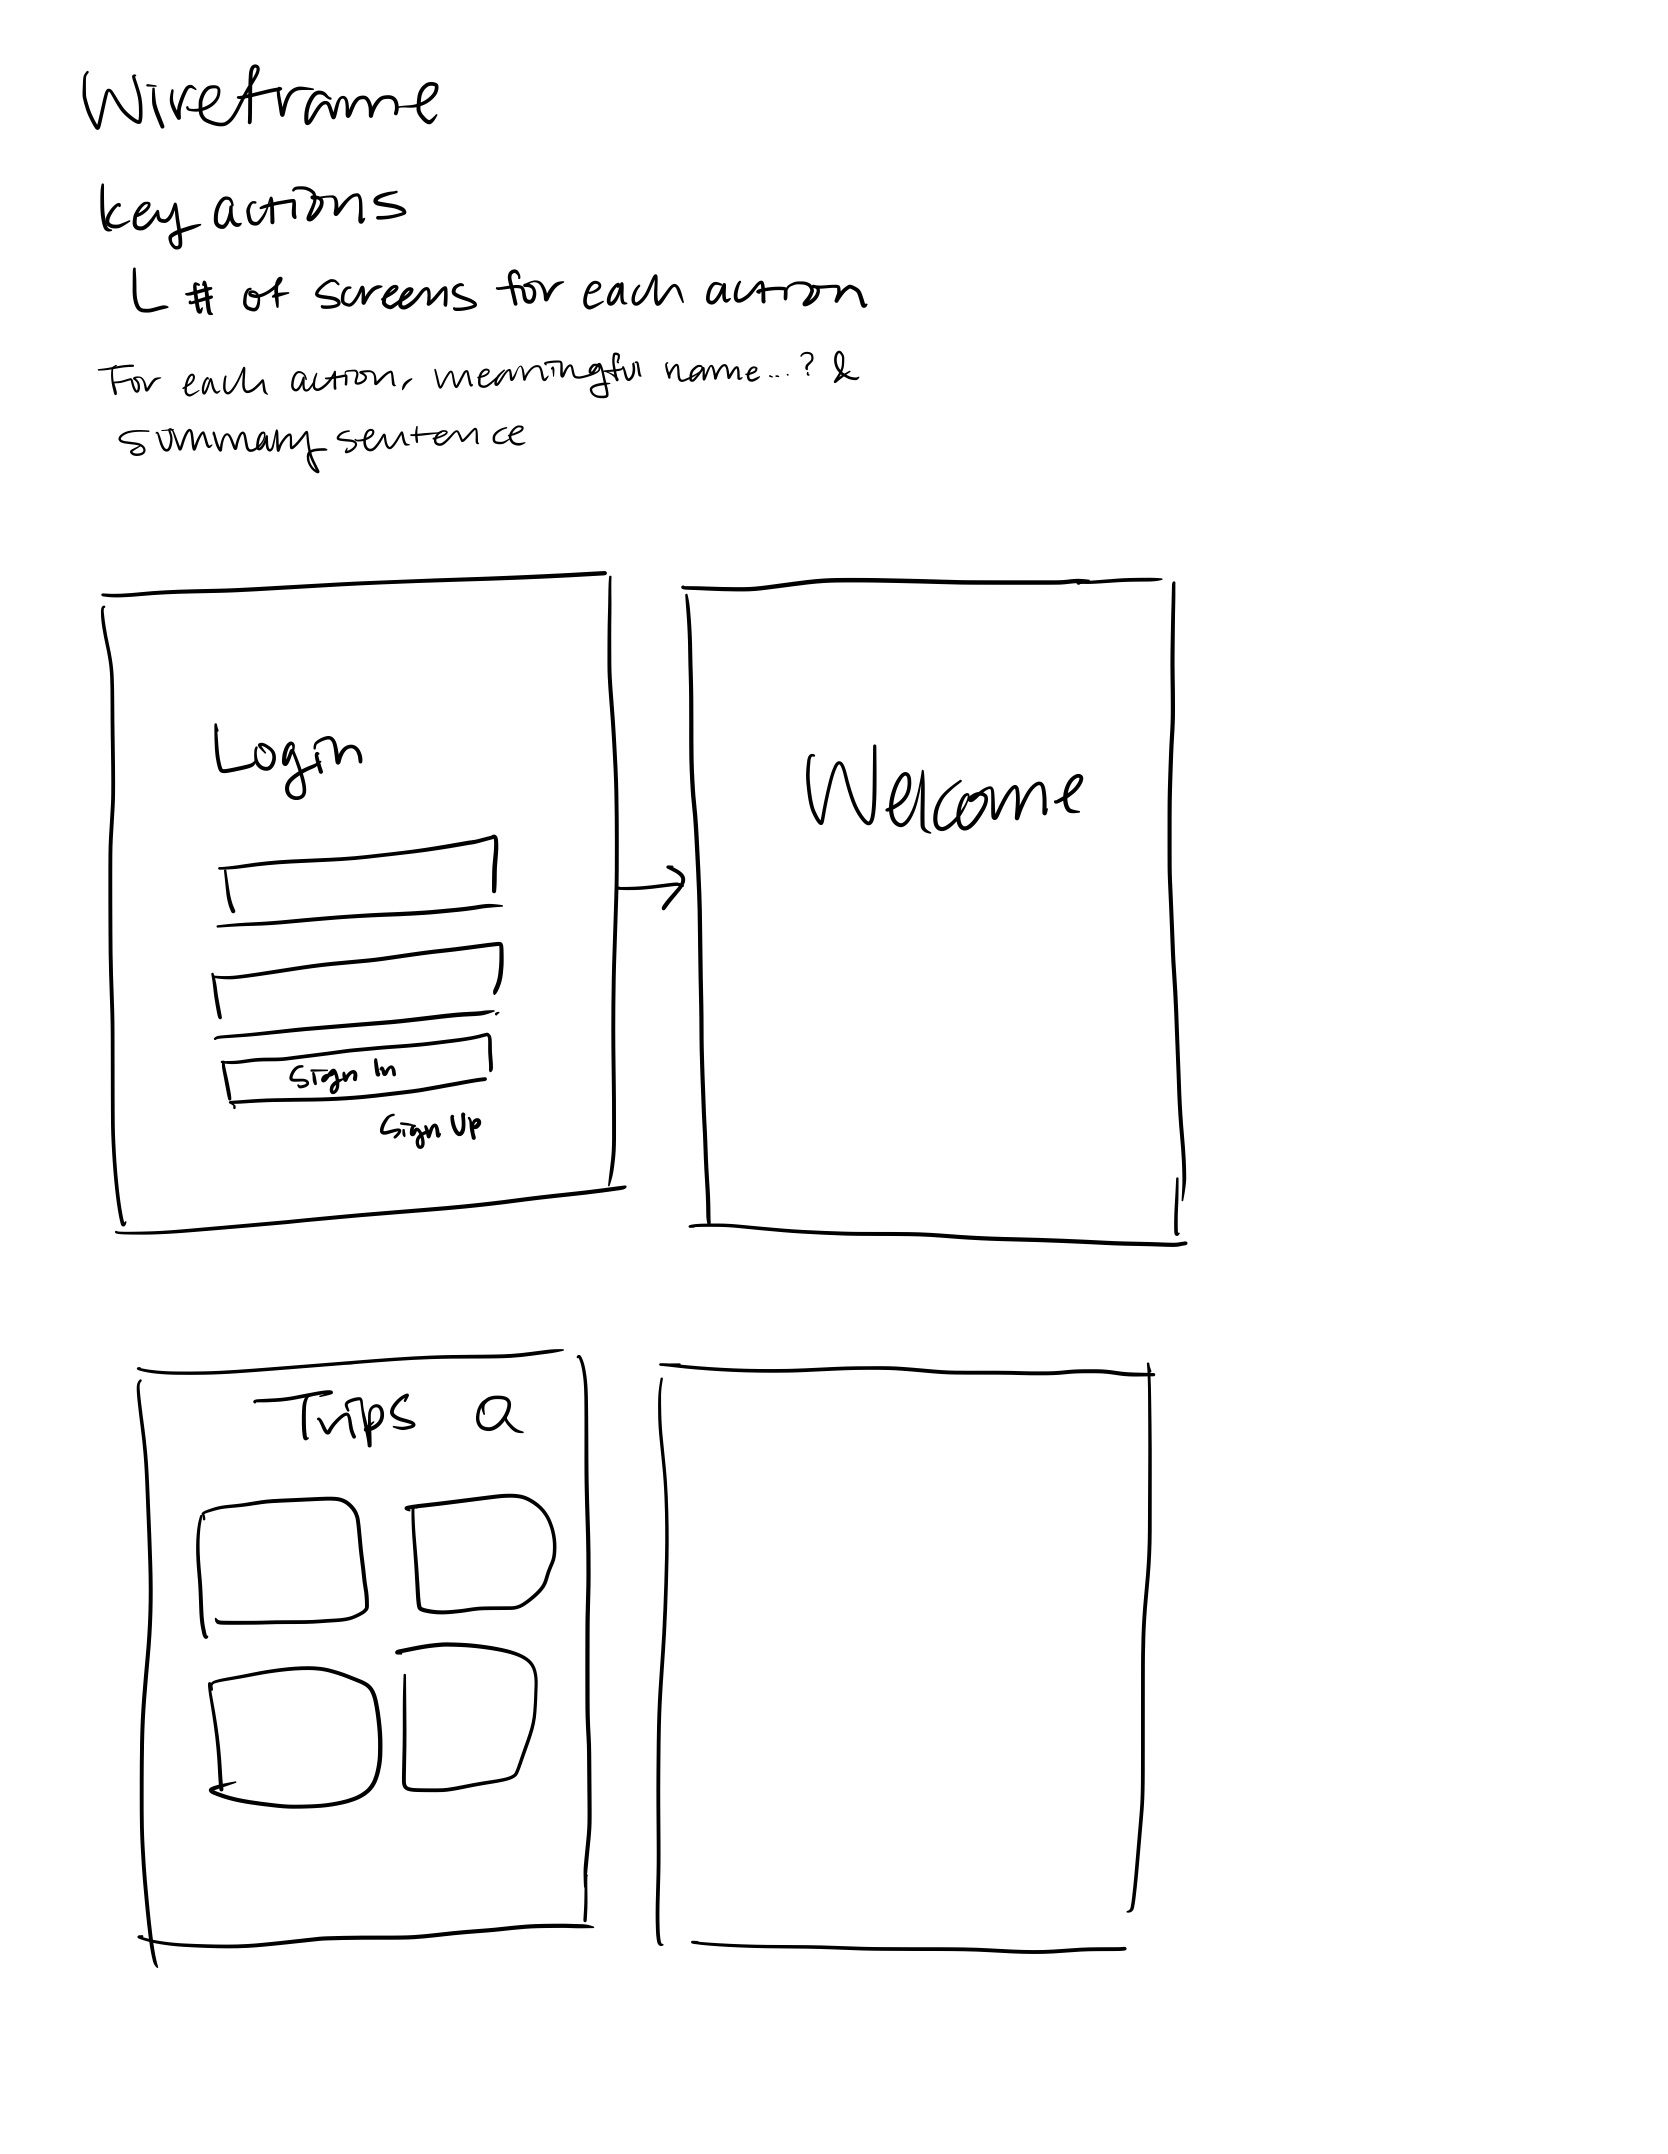 Wireframe
key actions
L # of screens for each action
For each action, meaningful name...? &
summary sentence
Login
Welcome
Sign In
Sign Up
Trips a